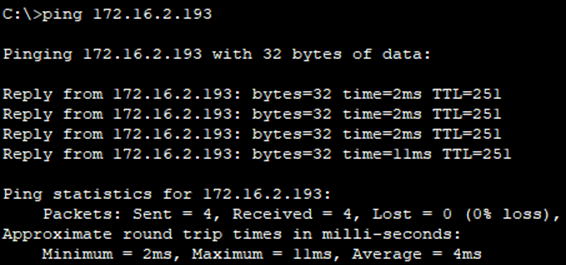 C:\>ping 172.16.2.193
Pinging 172.16.2.193 with 32 bytes of data:
Reply from 172.16.2.193: bytes=32 time=2ms TTL=251
Reply from 172.16.2.193: bytes=32 time=2ms TTL=251
Reply from 172.16.2.193: bytes=32 time=2ms TTL=251
Reply from 172.16.2.193: bytes=32 time=11ms TTL=251
Ping statistics for 172.16.2.193:
Packets: Sent = 4, Received = 4, Lost = 0 (0% loss),
Approximate round trip times in milli-seconds:
Minimum = 2ms, Maximum = 11ms, Average = 4ms